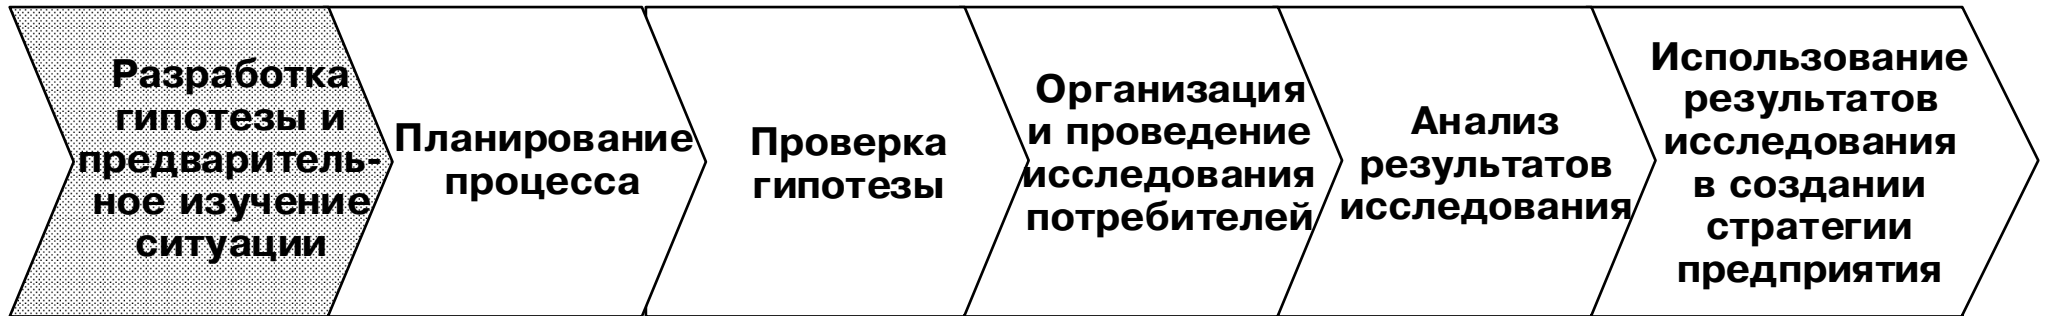 Разработка
гипотезы и
предваритель-
ное изучение
ситуации
Планирование
процесса
Проверка
гипотезы
Организация
и проведение
исследования
потребителей
Анализ
результатов
исследования
Использование
результатов
исследования
в создании
стратегии
предприятия